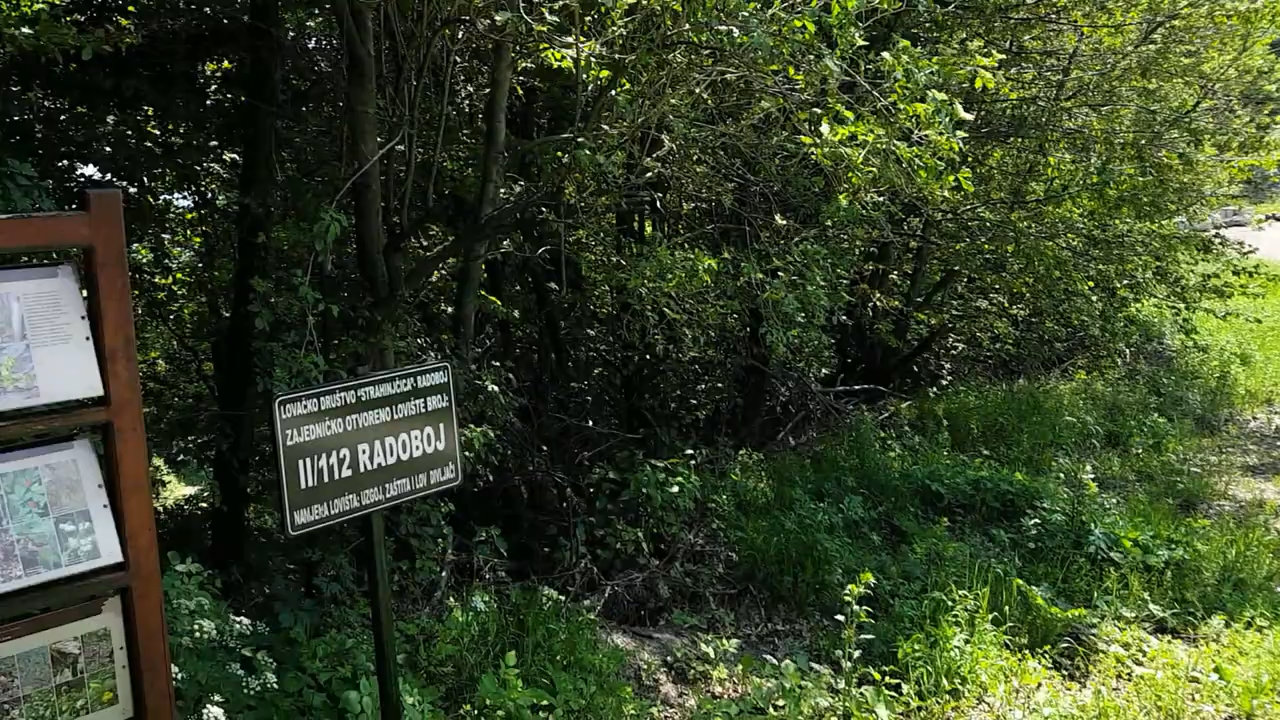 LOVAČKO DRUŠTVO "STRAHINJČICA"- RADOBOJ
ZAJEDNIČKO OTVORENO LOVIŠTE BROJ:
II/112 RADOBOJ
NAMJENA LOVIŠTA: UZGOJ, ZAŠTITA I LOV DIVLJAČI